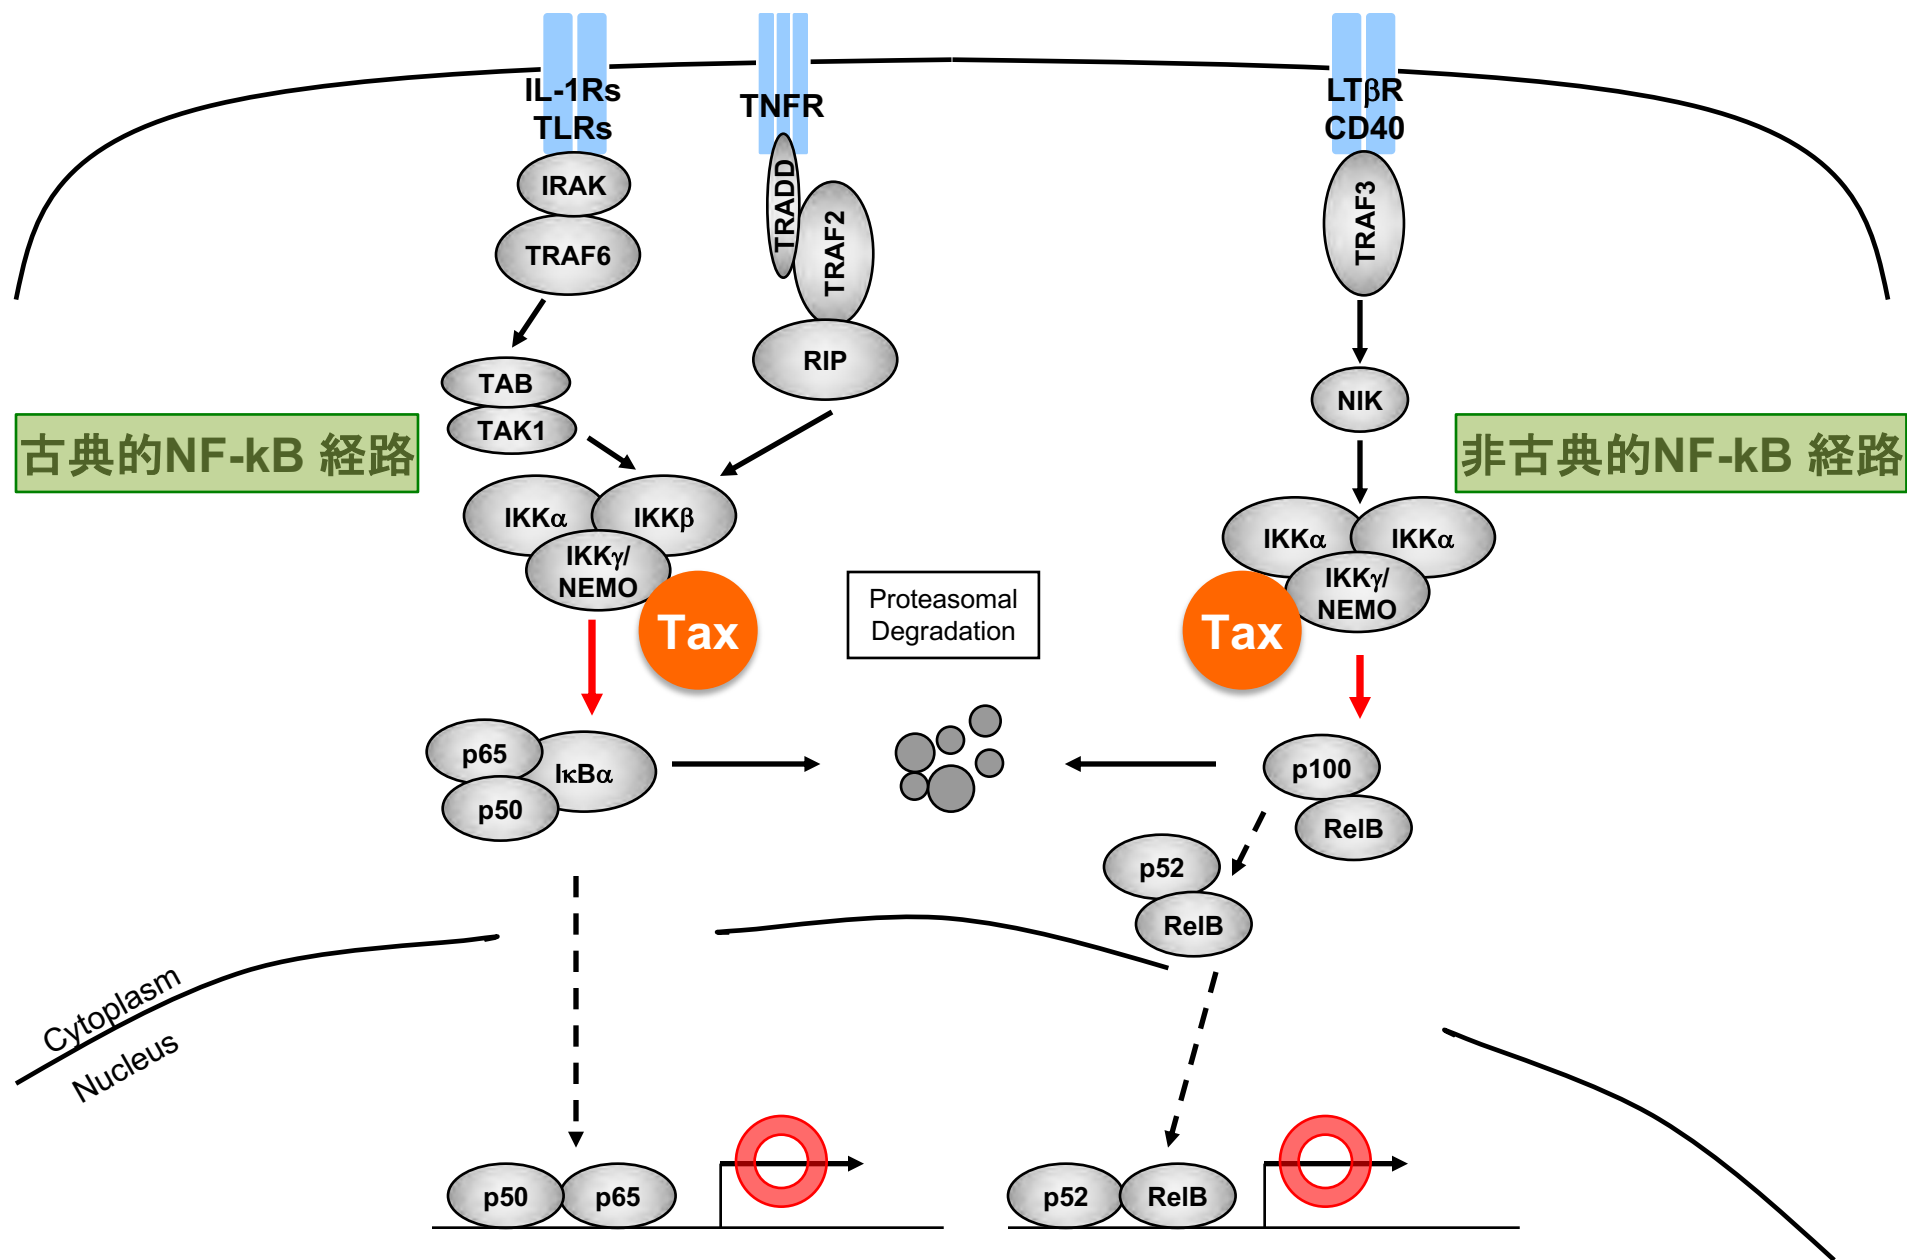 IL-1Rs
TLRs
TNFR
LTβR
CD40
IRAK
TRAF6
TRADD
TRAF2
TRAF3
RIP
TAB
TAK1
NIK
古典的NF-kB 経路
非古典的NF-kB 経路
IKKα
IKKβ
IKKγ/
NEMO
IKKα
IKKα
IKKγ/
NEMO
Tax
Proteasomal
Degradation
Tax
p65
IκBα
p50
p100
RelB
p52
RelB
Cytoplasm
Nucleus
p50
p65
p52
RelB